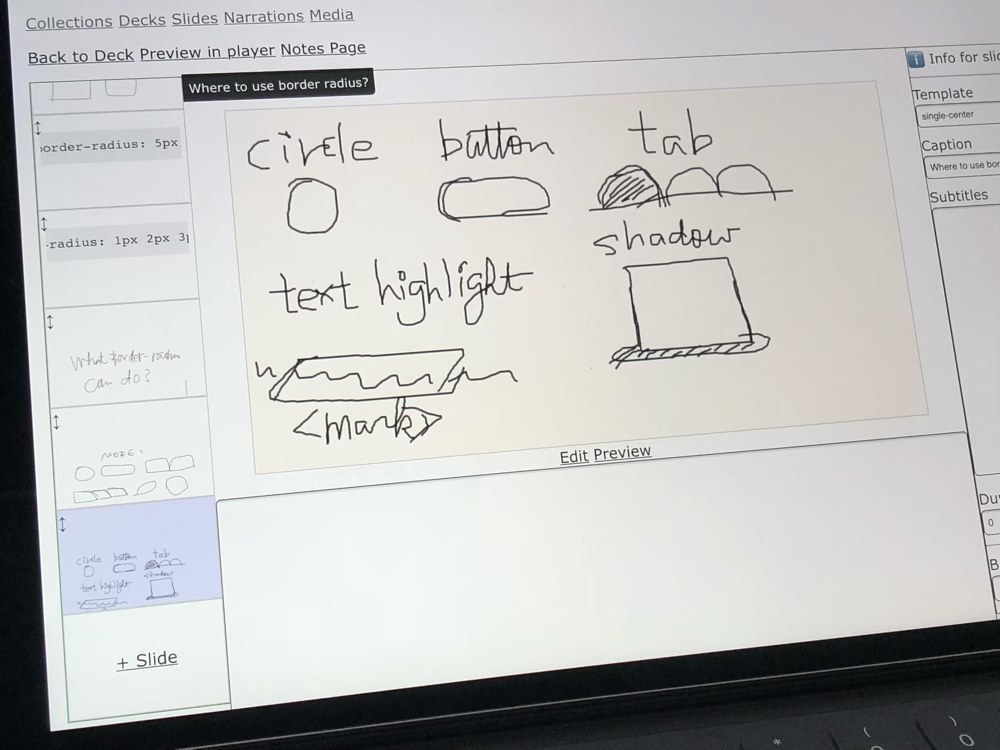 Collections Decks Slides Narrations Media
Back to Deck Preview in player Notes Page
Where to use border radius?
order-radius: 5px
-radius: 1px 2px 3
What border-radius
can do?
MORE:
circle button tab
text highlight shadow
+ Slide
circle button tab
shadow
text highlight
<mark>
Edit Preview
Info for slid
Template
single-center
Caption
Where to use bor
Subtitles
Du
0
B